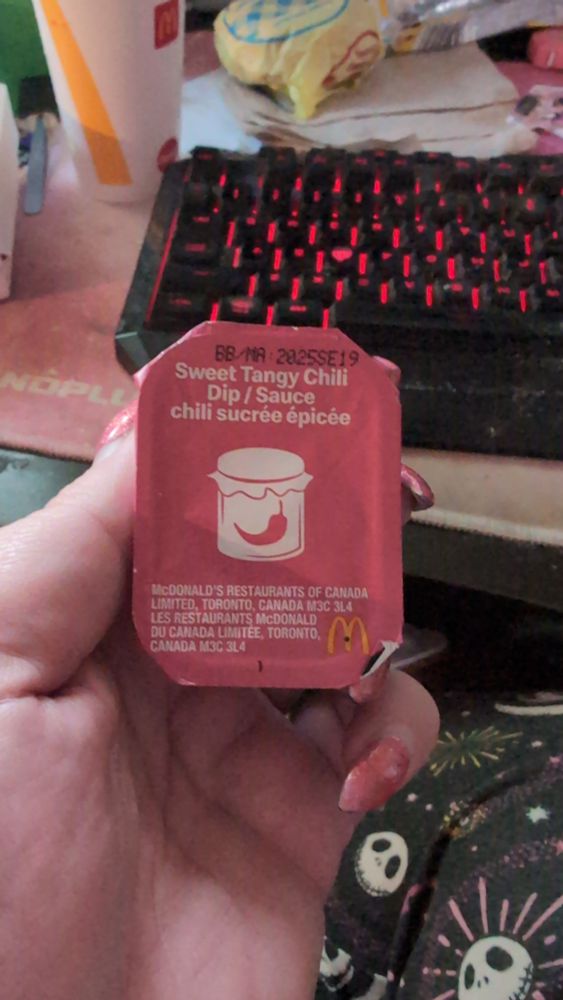 BB/MA:2025SE19
Sweet Tangy Chili
Dip / Sauce
chili sucrée épicée
McDONALD'S RESTAURANTS OF CANADA
LIMITED, TORONTO, CANADA M3C 3L4
LES RESTAURANTS McDONALD
DU CANADA LIMITÉE, TORONTO,
CANADA M3C 3L4